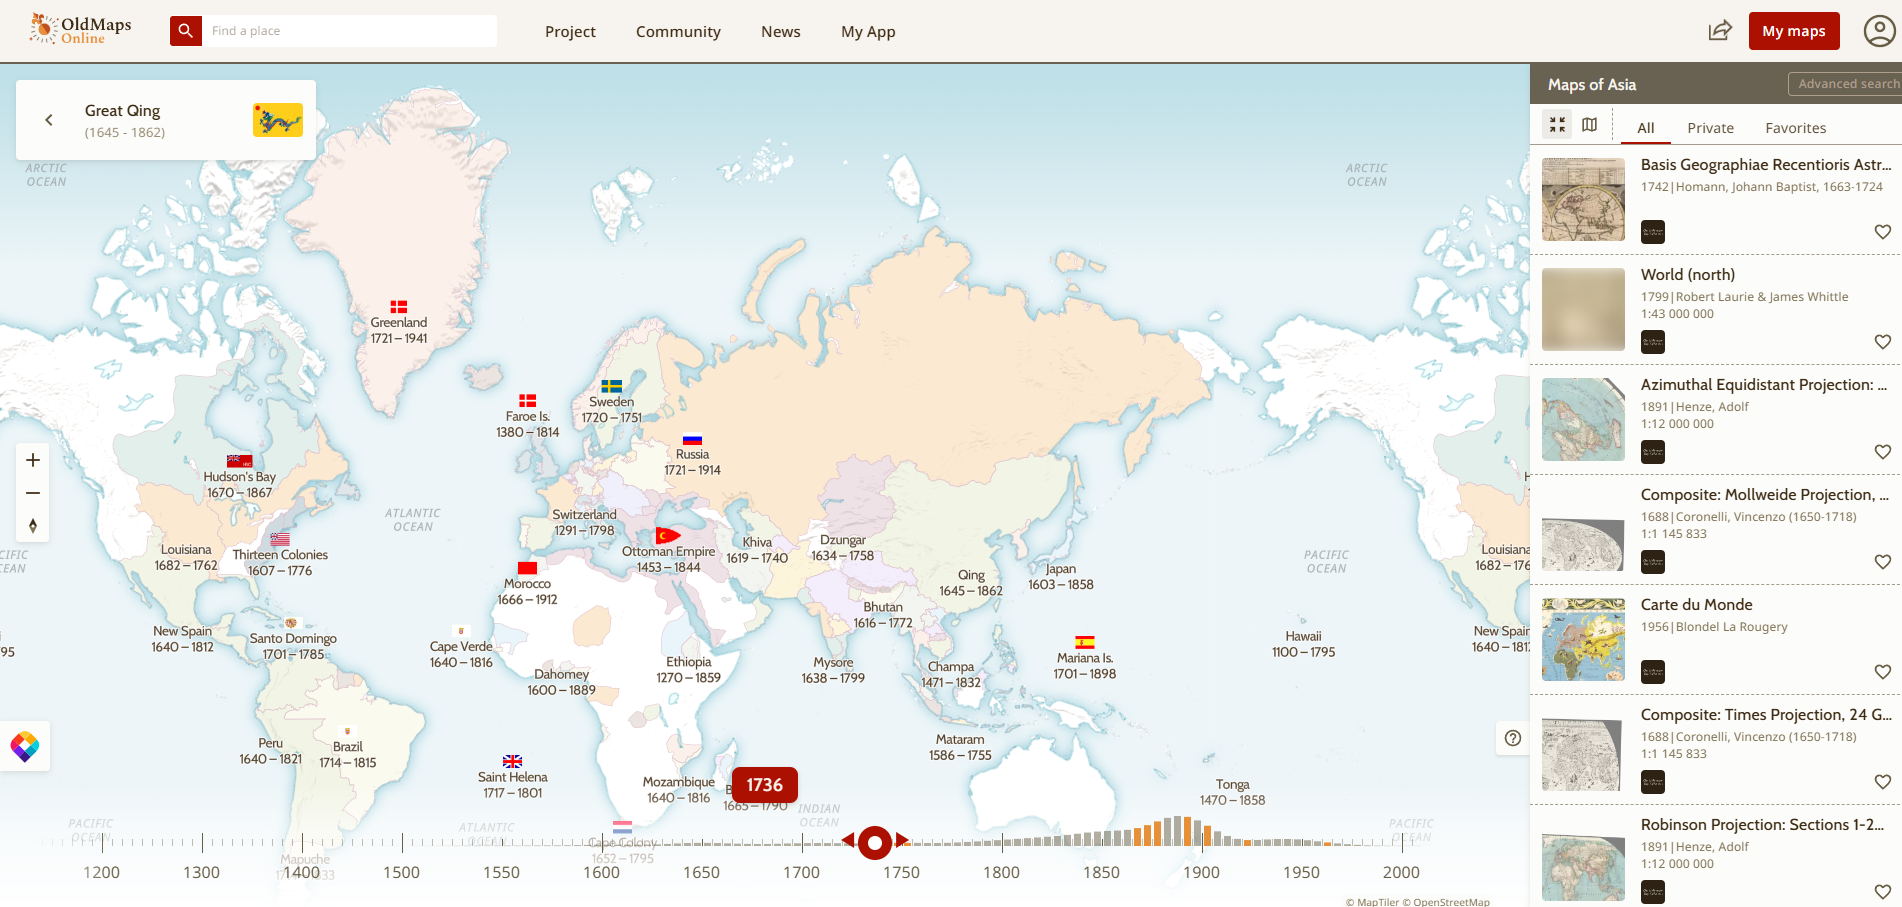 OldMaps
Online
Find a place
Project
Community
News
My App
My maps
Great Qing
(1645 - 1862)
Maps of Asia
Advanced search
All
Private
Favorites
Basis Geographiae Recentioris Astr...
1742|Homann, Johann Baptist, 1663-1724
World (north)
1799|Robert Laurie & James Whittle
1:43 000 000
Azimuthal Equidistant Projection: ...
1891|Henze, Adolf
1:12 000 000
Composite: Mollweide Projection, ...
1688|Coronelli, Vincenzo (1650-1718)
1:1 145 833
Carte du Monde
1956|Blondel La Rougery
Composite: Times Projection, 24 G...
1688|Coronelli, Vincenzo (1650-1718)
1:1 145 833
Robinson Projection: Sections 1-2...
1891|Henze, Adolf
1:12 000 000
ARCTIC
OCEAN
ARCTIC
OCEAN
Greenland
1721 – 1941
Faroe Is.
1380 – 1814
Sweden
1720 – 1751
Russia
1721 – 1914
Hudson's Bay
1670 – 1867
ATLANTIC
OCEAN
Switzerland
1291 – 1798
Louisiana
1682 – 1762
Thirteen Colonies
1607 – 1776
Ottoman Empire
1453 – 1844
Khiva
1619 – 1740
Dzungar
1634 – 1758
Qing
1645 – 1862
Japan
1603 – 1858
PACIFIC
OCEAN
Louisiana
1682 – 176
CIFIC
EAN
Morocco
1666 – 1912
Bhutan
1616 – 1772
New Spain
1640 – 1812
Santo Domingo
1701 – 1785
Cape Verde
1640 – 1816
Ethiopia
1270 – 1859
Dahomey
1600 – 1889
Mysore
1638 – 1799
Champa
1471 – 1832
Mariana Is.
1701 – 1898
Hawaii
1100 – 1795
New Spain
1640 – 181
95
Peru
1640 – 1821
Brazil
1714 – 1815
Saint Helena
1717 – 1801
Mozambique
1640 – 1816
1736
1665 – 1790
Mataram
1586 – 1755
Tonga
1470 – 1858
INDIAN
OCEAN
PACIFIC
OCEAN
ATLANTIC
OCEAN
Cape Colony
1652 – 1795
PACIFIC
OCEAN
Mapuche
1200
1300
1400
1500
1550
1600
1650
1700
1750
1800
1850
1900
1950
2000
© MapTiler © OpenStreetMap